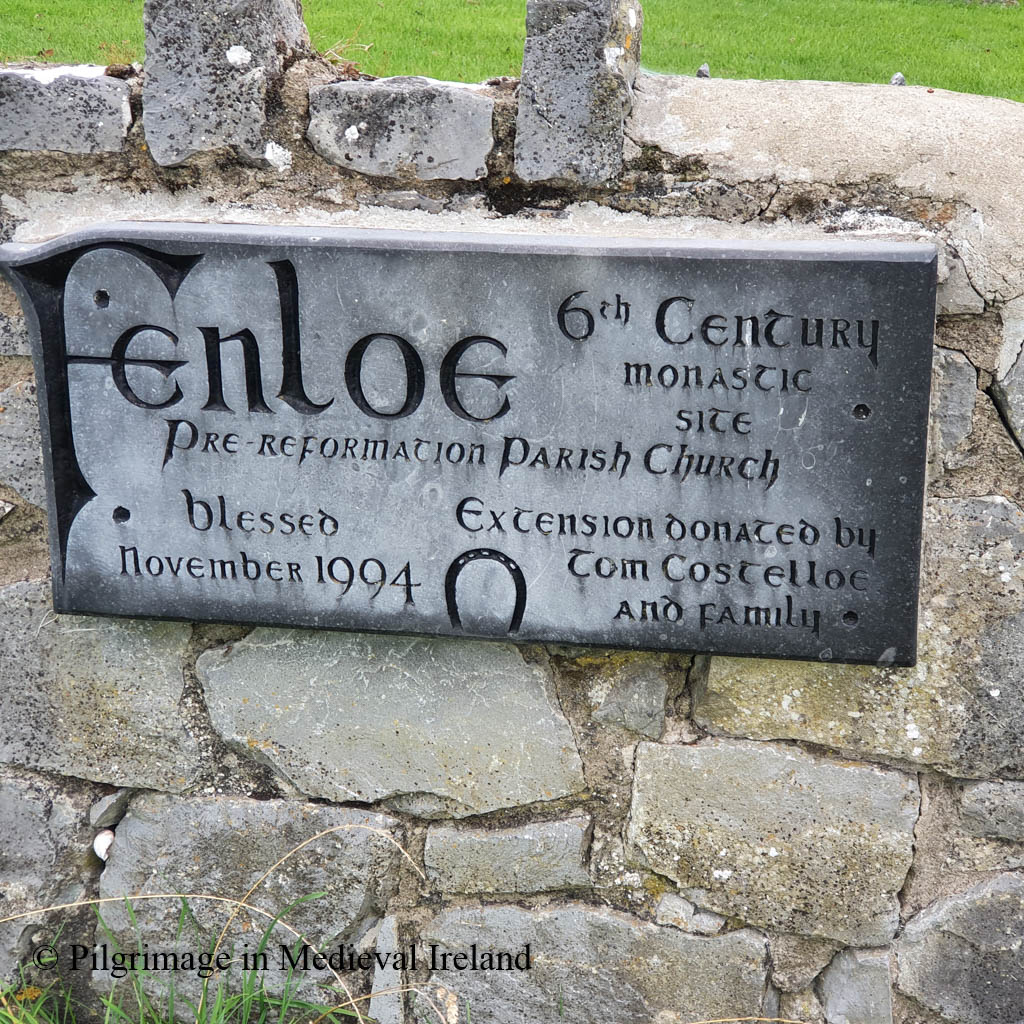 Fenloe
6th Century
monastic
site
Pre-reformation Parish Church
blessed
November 1994
Extension donated by
Tom Costelloe
and family
© Pilgrimage in Medieval Ireland